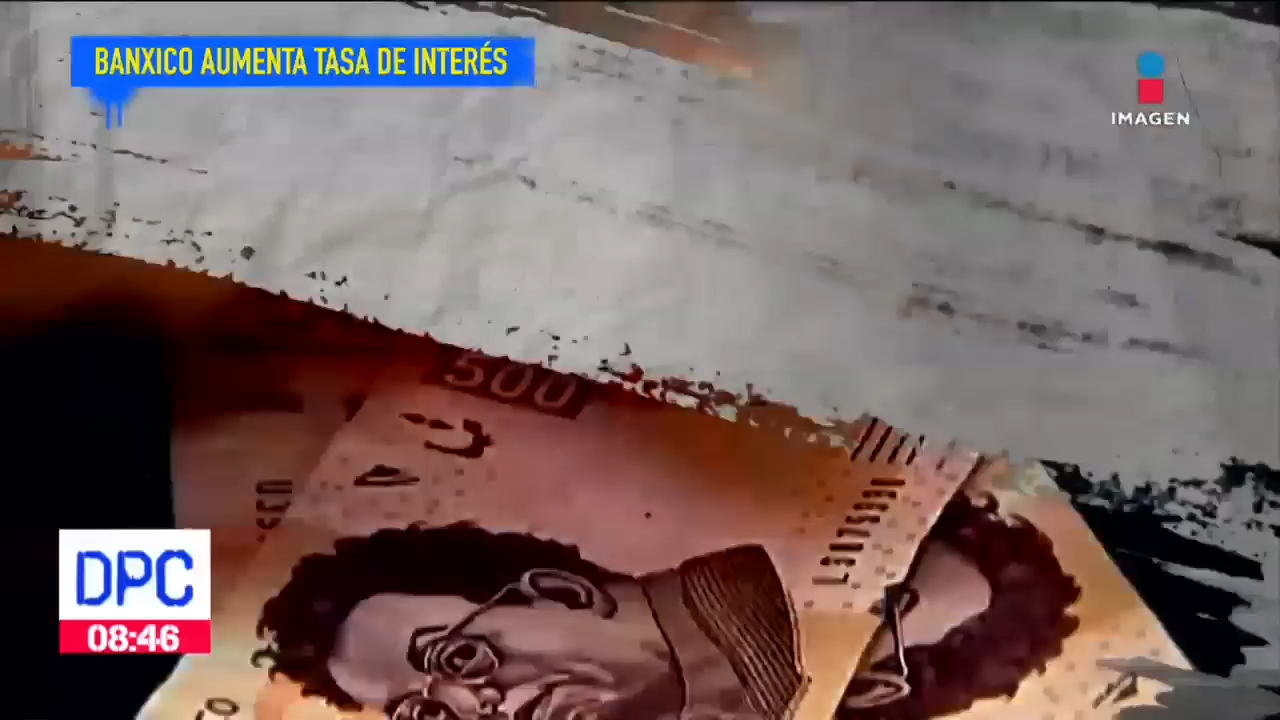 BANXICO AUMENTA TASA DE INTERÉS
IMAGEN
500
DPC
08:46